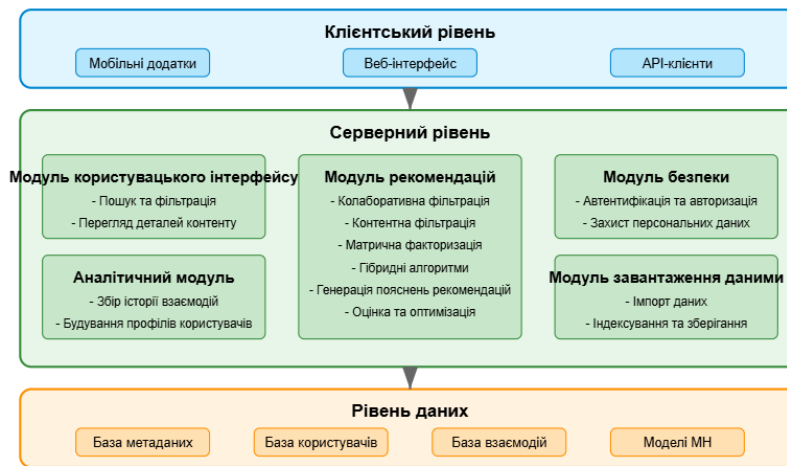 Клієнтський рівень
Мобільні додатки
Веб-інтерфейс
API-клієнти
Серверний рівень
Модуль користувацького інтерфейсу
- Пошук та фільтрація
- Перегляд деталей контенту
Аналітичний модуль
- Збір історії взаємодій
- Будування профілів користувачів
Модуль рекомендацій
- Колаборативна фільтрація
- Контентна фільтрація
- Матрична факторизація
- Гібридні алгоритми
- Генерація пояснень рекомендацій
- Оцінка та оптимізація
Модуль безпеки
- Автентифікація та авторизація
- Захист персональних даних
Модуль завантаження даними
- Імпорт даних
- Індексування та зберігання
Рівень даних
База метаданих
База користувачів
База взаємодій
Моделі МН